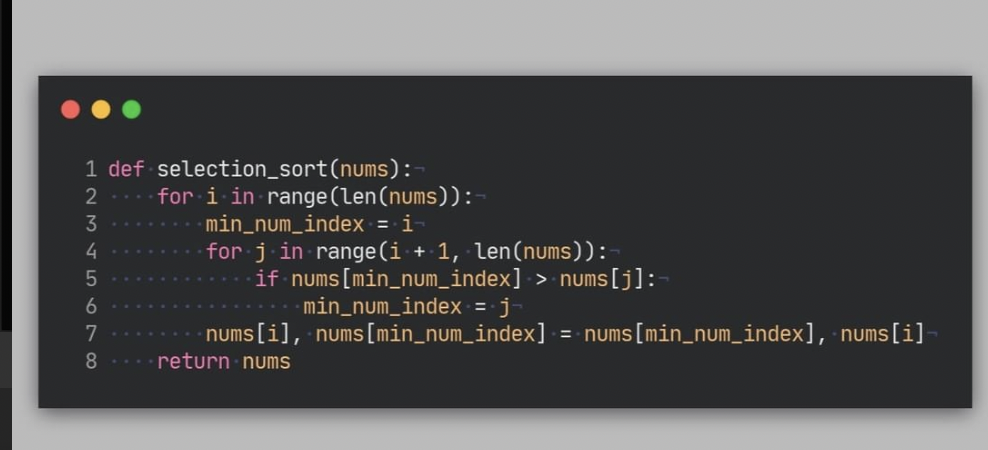 1 def selection_sort(nums):¬
2 ····for·i·in·range(len(nums)):¬
3 ········min_num_index·=·i¬
4 ········for·j·in·range(i·+·1,·len(nums)):¬
5 ············if·nums[min_num_index]·>·nums[j]:¬
6 ················min_num_index·=·j¬
7 ········nums[i],·nums[min_num_index]·=·nums[min_num_index],·nums[i]¬
8 ····return·nums